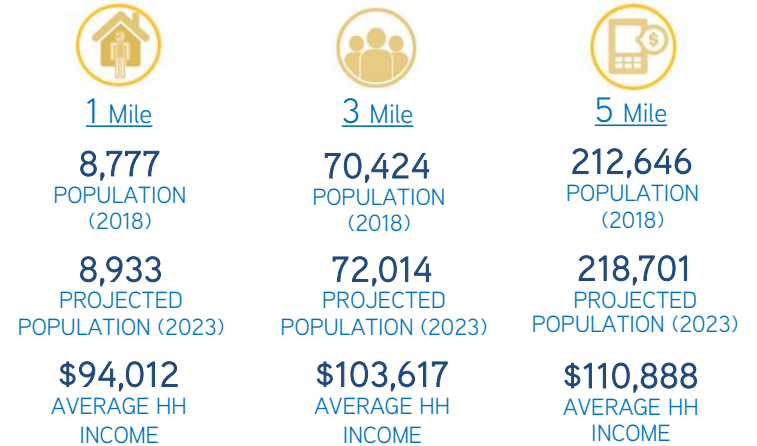 $
1 Mile
8,777
POPULATION
(2018)
8,933
PROJECTED
POPULATION (2023)
$94,012
AVERAGE HH
INCOME
3 Mile
70,424
POPULATION
(2018)
72,014
PROJECTED
POPULATION (2023)
$103,617
AVERAGE HH
INCOME
5 Mile
212,646
POPULATION
(2018)
218,701
PROJECTED
POPULATION (2023)
$110,888
AVERAGE HH
INCOME